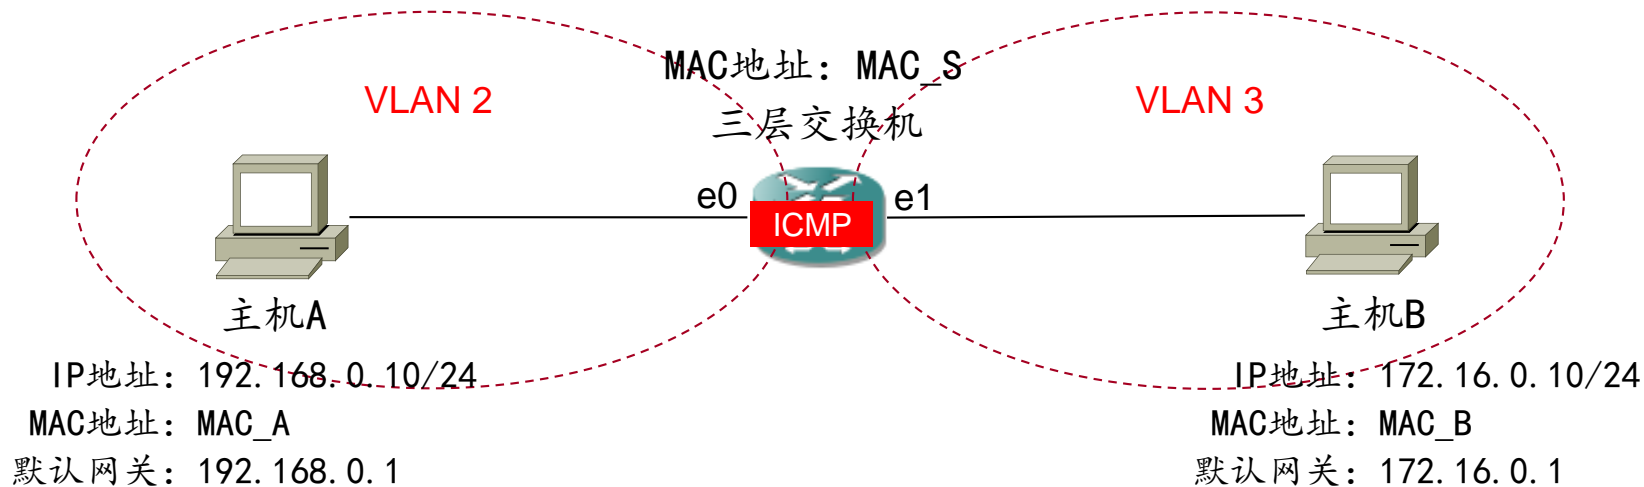 MAC地址：MAC_S
VLAN 2
VLAN 3
三层交换机
e0
e1
ICMP
主机A
主机B
IP地址：192.168.0.10/24
MAC地址：MAC_A
默认网关：192.168.0.1
IP地址：172.16.0.10/24
MAC地址：MAC_B
默认网关：172.16.0.1